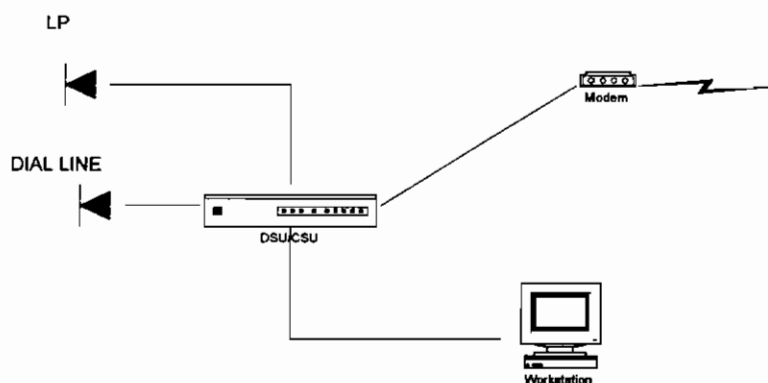 LP
Modem
DIAL LINE
DSU/CSU
Workstation